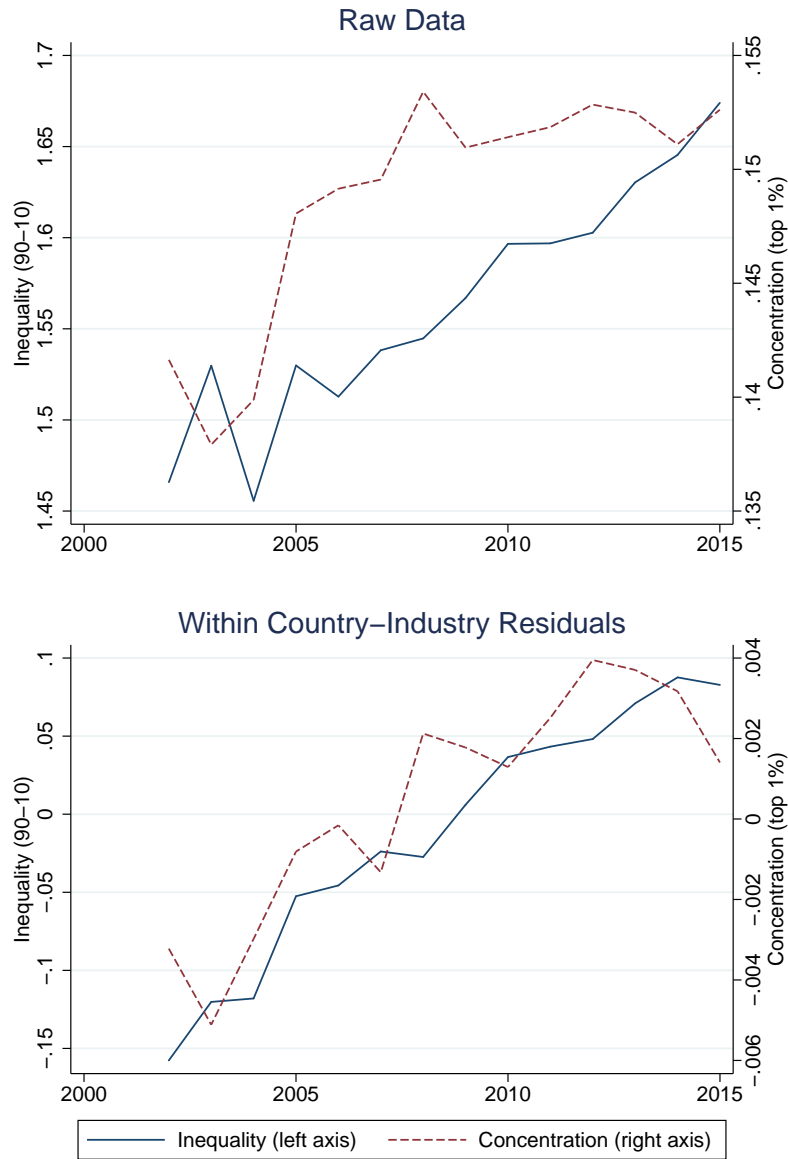 Raw Data
1.7
1.65
1.6
1.55
1.5
1.45
Inequality (90–10)
.155
.15
.145
.14
.135
Concentration (top 1%)
2000 2005 2010 2015
Within Country–Industry Residuals
.1
.05
0
−.05
−.1
−.15
Inequality (90–10)
.004
.002
0
−.002
−.004
−.006
Concentration (top 1%)
2000 2005 2010 2015
Inequality (left axis) Concentration (right axis)